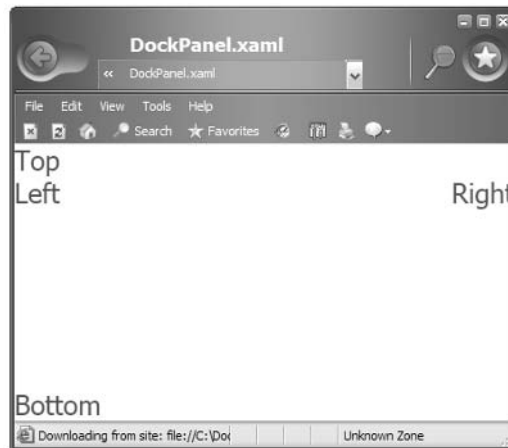 DockPanel.xaml
« DockPanel.xaml
File Edit View Tools Help
Search Favorites
Top
Left Right
Bottom
Downloading from site: file://C:\Doc Unknown Zone